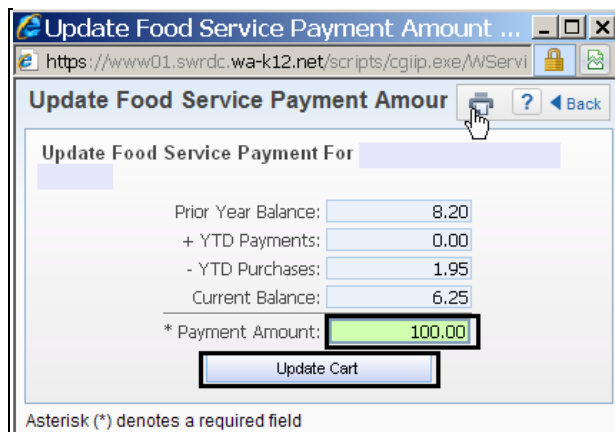 Update Food Service Payment Amount ...
https://www01.swrdc.wa-k12.net/scripts/cgiip.exe/WServi
Update Food Service Payment Amour ? Back
Update Food Service Payment For
Prior Year Balance: 8.20
+ YTD Payments: 0.00
- YTD Purchases: 1.95
Current Balance: 6.25
* Payment Amount: 100.00
Update Cart
Asterisk (*) denotes a required field